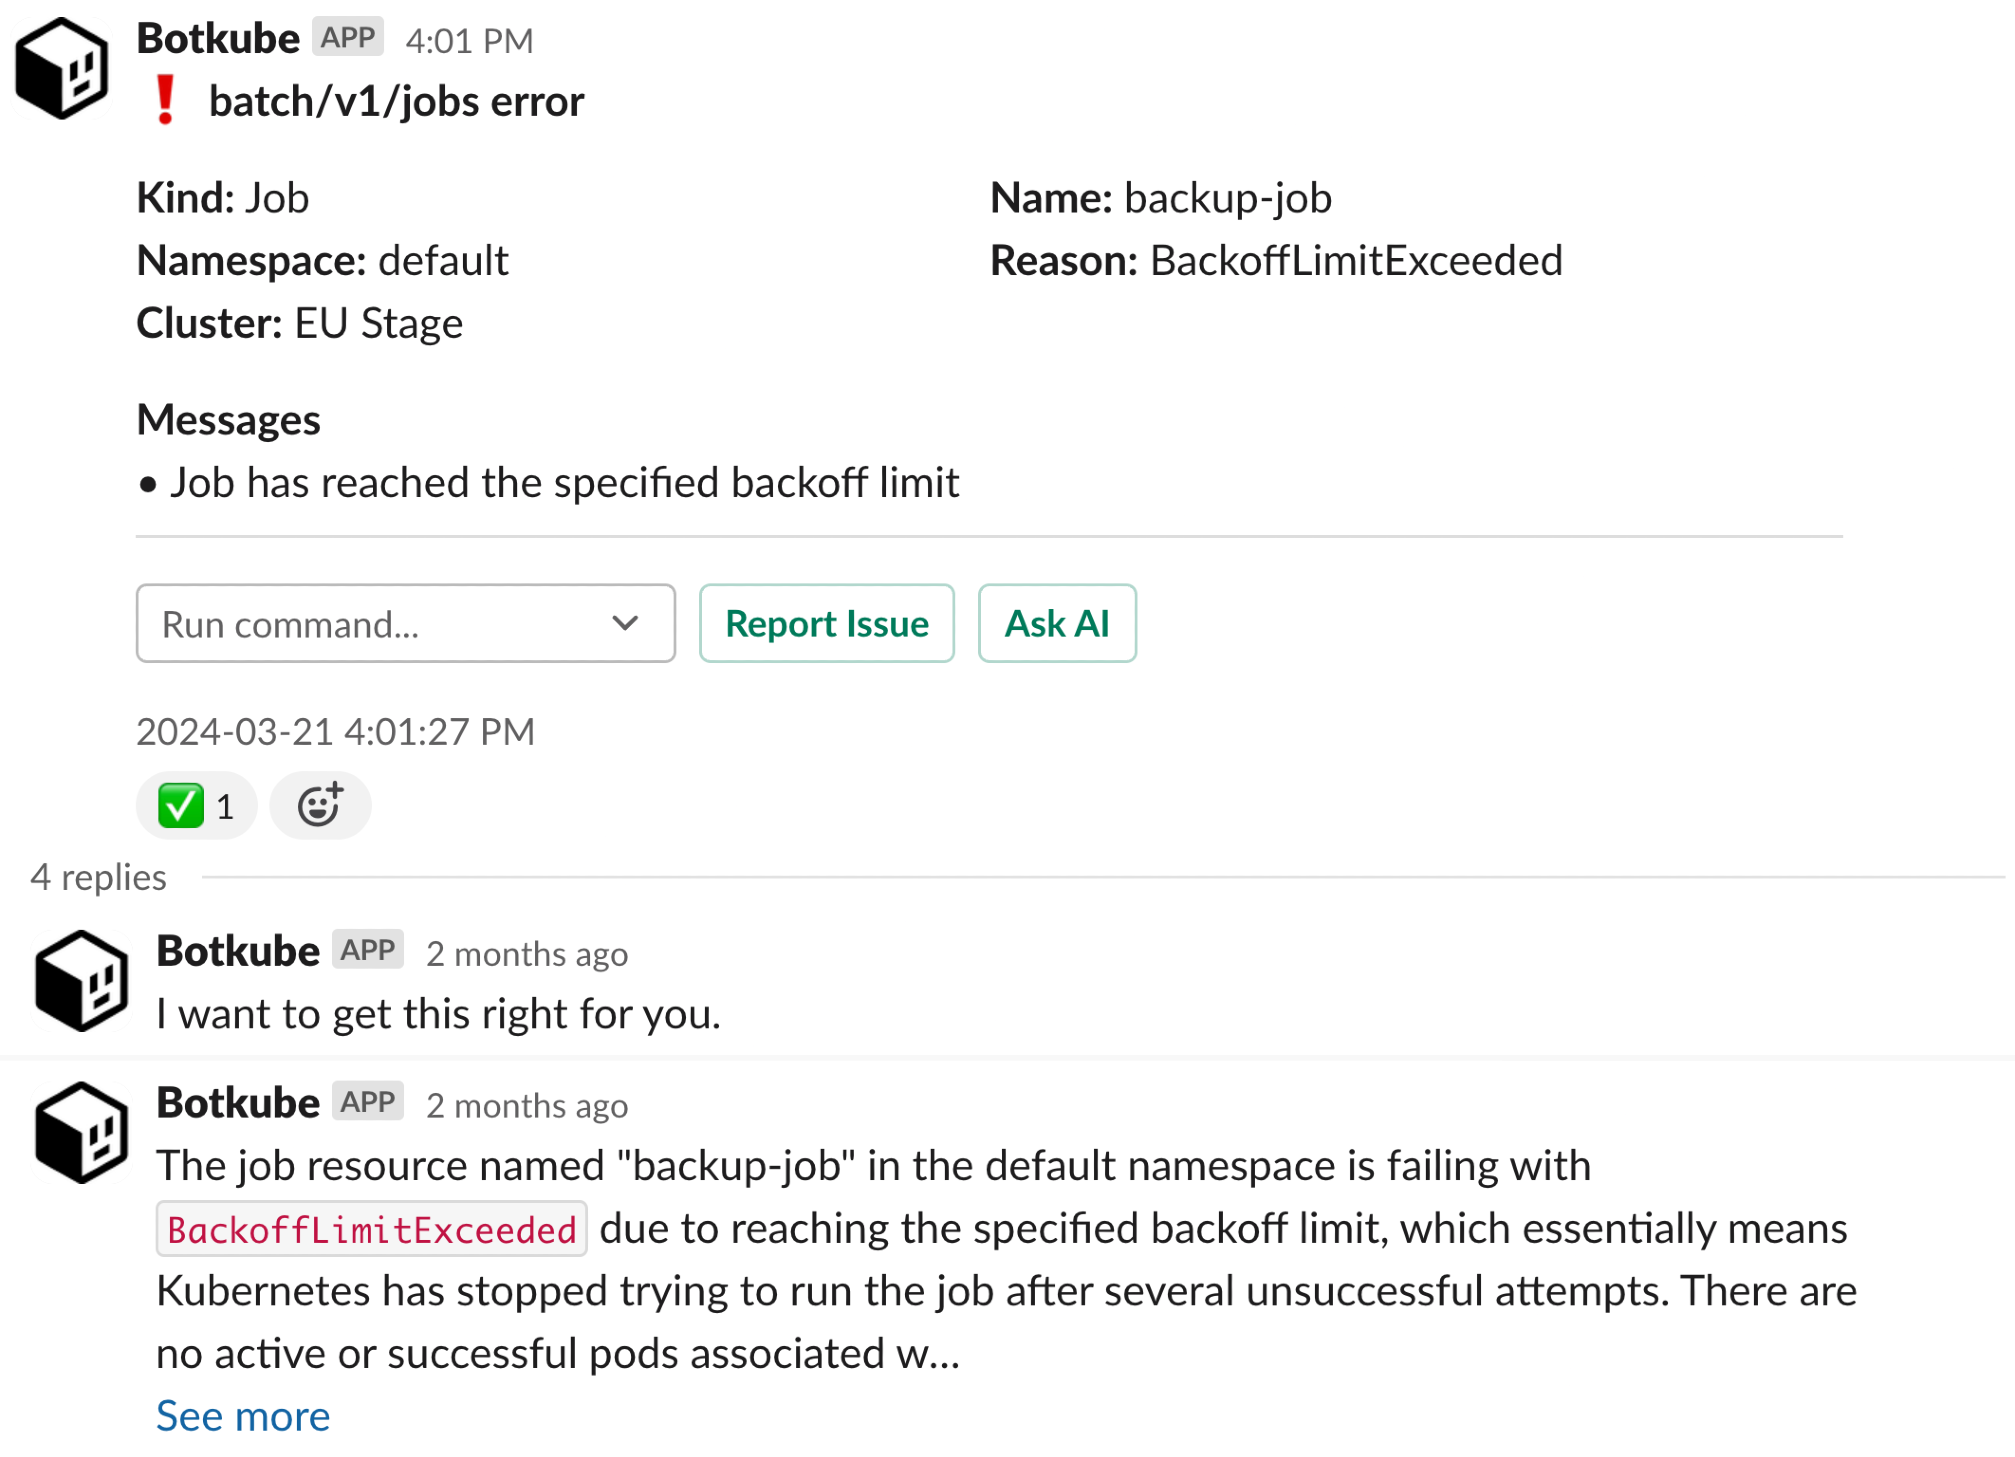 Botkube APP 4:01 PM
❗ batch/v1/jobs error
Kind: Job
Name: backup-job
Namespace: default
Reason: BackoffLimitExceeded
Cluster: EU Stage
Messages
• Job has reached the specified backoff limit
Run command...
Report Issue
Ask AI
2024-03-21 4:01:27 PM
✅ 1
4 replies
Botkube APP 2 months ago
I want to get this right for you.
Botkube APP 2 months ago
The job resource named "backup-job" in the default namespace is failing with
BackoffLimitExceeded due to reaching the specified backoff limit, which essentially means
Kubernetes has stopped trying to run the job after several unsuccessful attempts. There are
no active or successful pods associated w...
See more